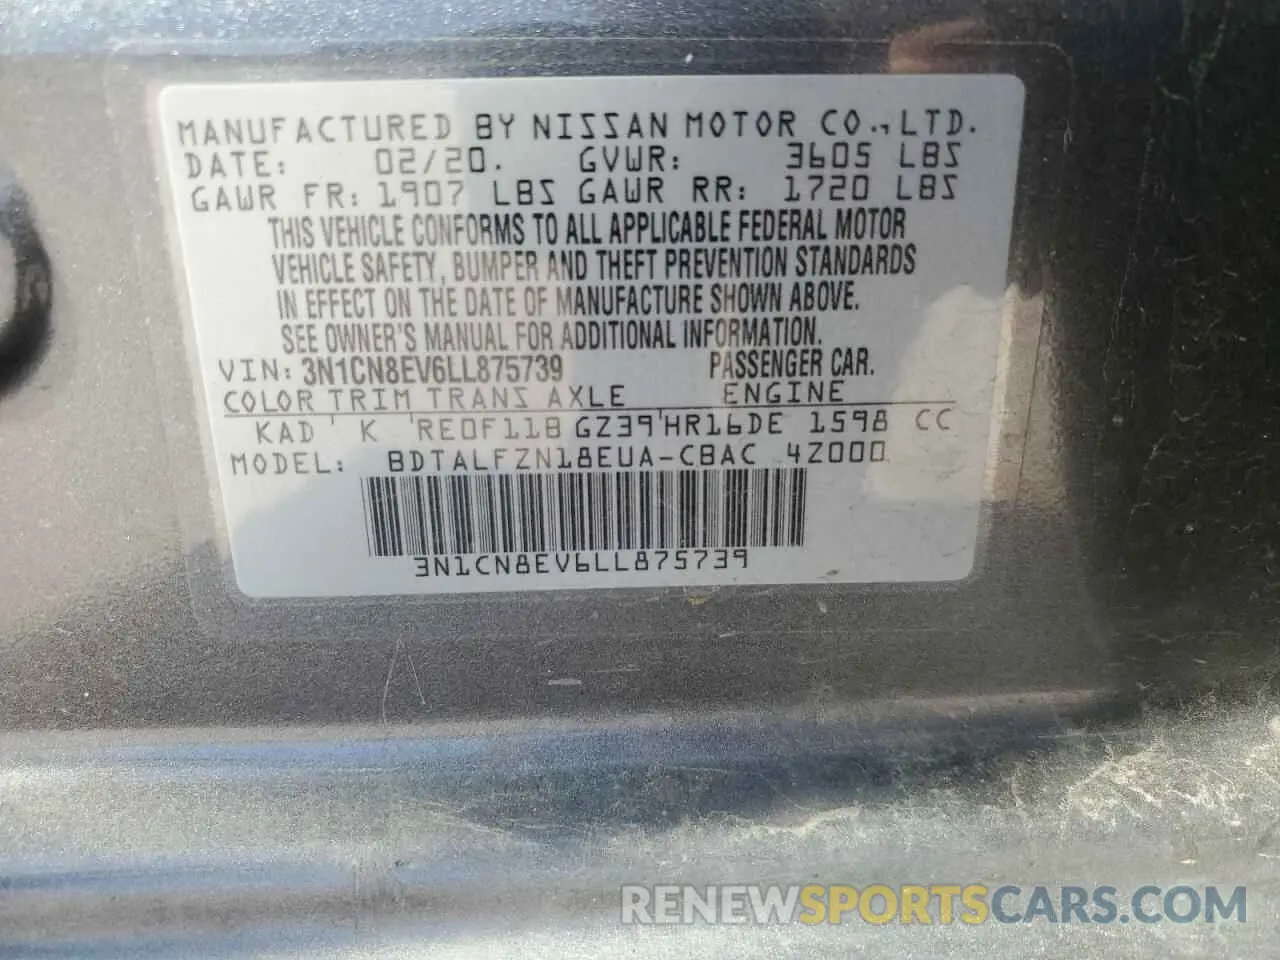 MANUFACTURED BY NISSAN MOTOR CO., LTD.
DATE: 02/20. GVWR: 3605 LBS
GAWR FR: 1907 LBS GAWR RR: 1720 LBS
THIS VEHICLE CONFORMS TO ALL APPLICABLE FEDERAL MOTOR
VEHICLE SAFETY, BUMPER AND THEFT PREVENTION STANDARDS
IN EFFECT ON THE DATE OF MANUFACTURE SHOWN ABOVE.
SEE OWNER'S MANUAL FOR ADDITIONAL INFORMATION.
VIN: 3N1CN8EV6LL875739 PASSENGER CAR.
COLOR TRIM TRANS AXLE ENGINE
KAD K RE0F11B GZ39 HR16DE 1598 CC
MODEL: BDTALFZN18EUA-CBAC 4Z000
3N1CN8EV6LL875739
RENEWSPORTSCARS.COM